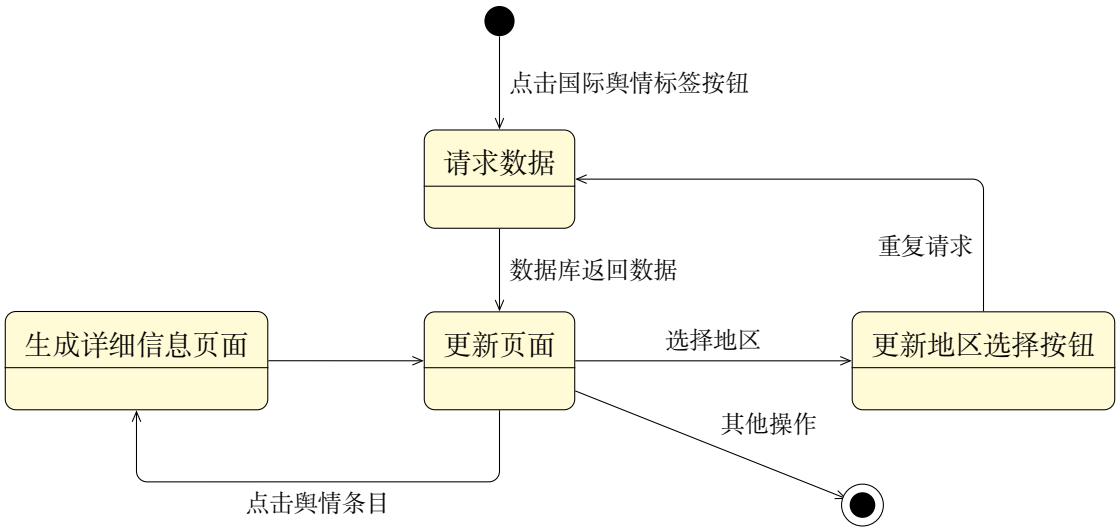 点击国际舆情标签按钮
请求数据
重复请求
数据库返回数据
生成详细信息页面
更新页面
选择地区
更新地区选择按钮
其他操作
点击舆情条目